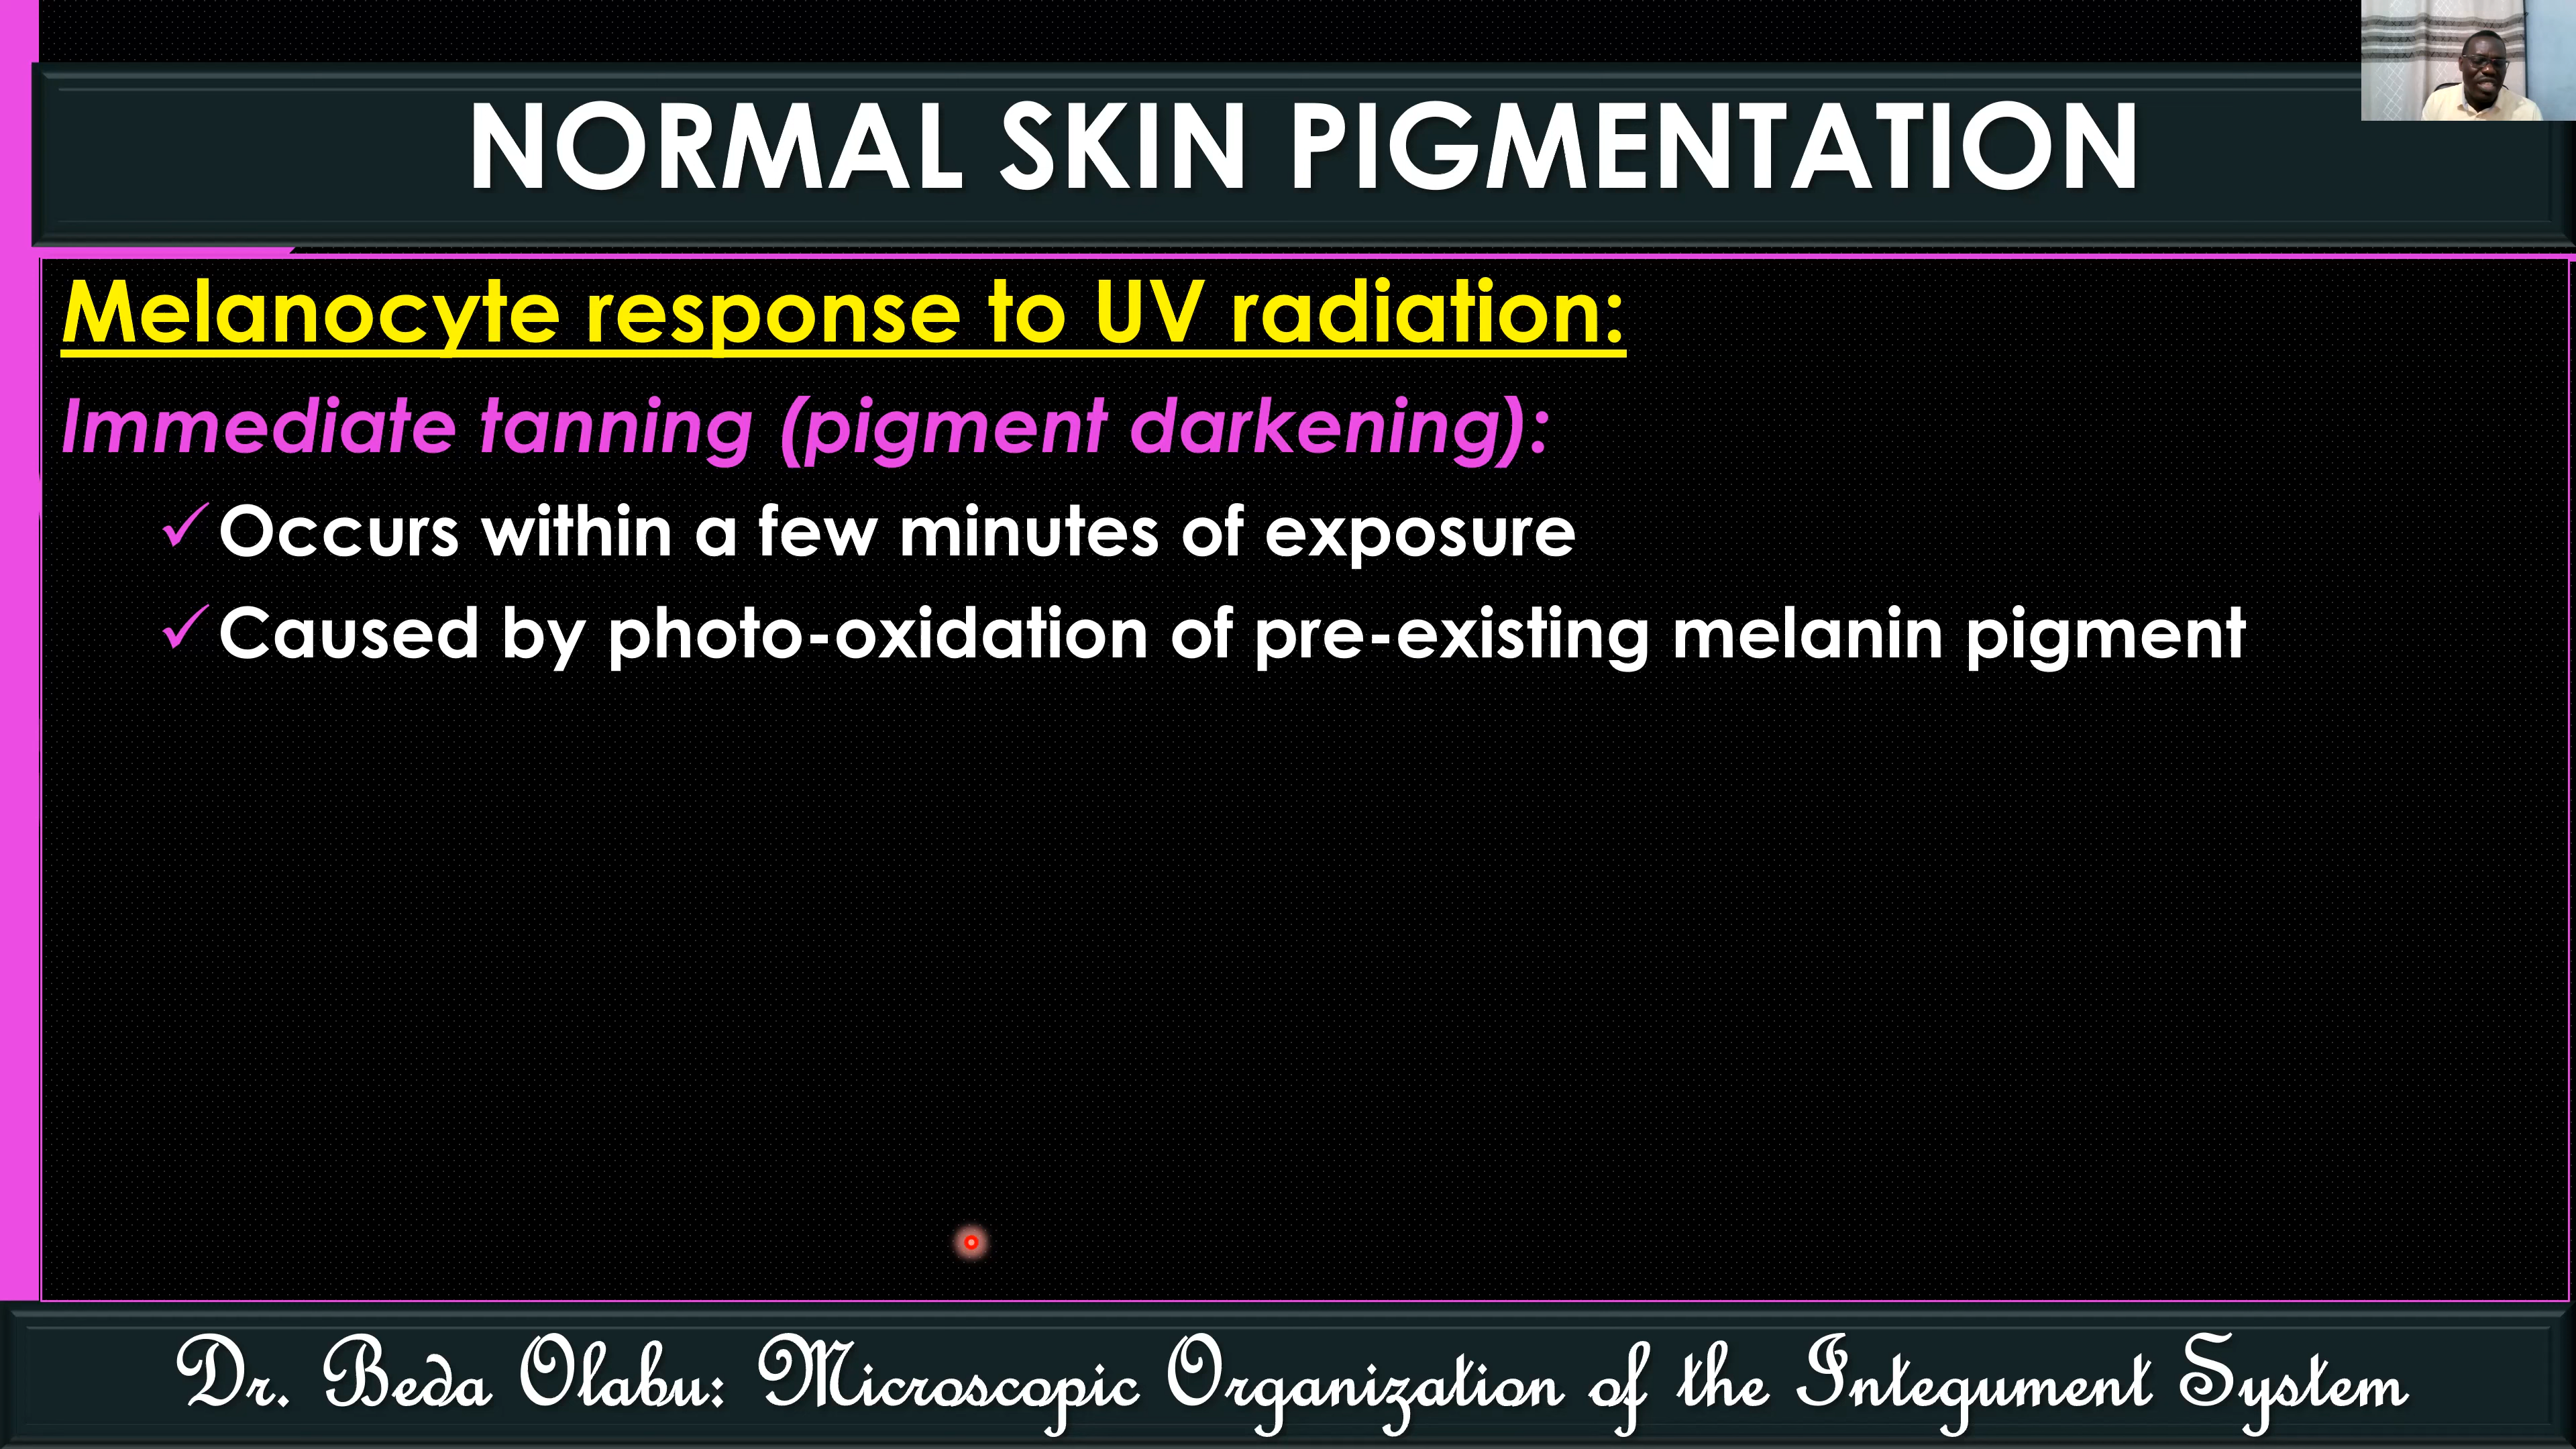 NORMAL SKIN PIGMENTATION
Melanocyte response to UV radiation:
Immediate tanning (pigment darkening):
✓Occurs within a few minutes of exposure
✓Caused by photo-oxidation of pre-existing melanin pigment
Dr. Beda Olabu: Microscopic Organization of the Integument System